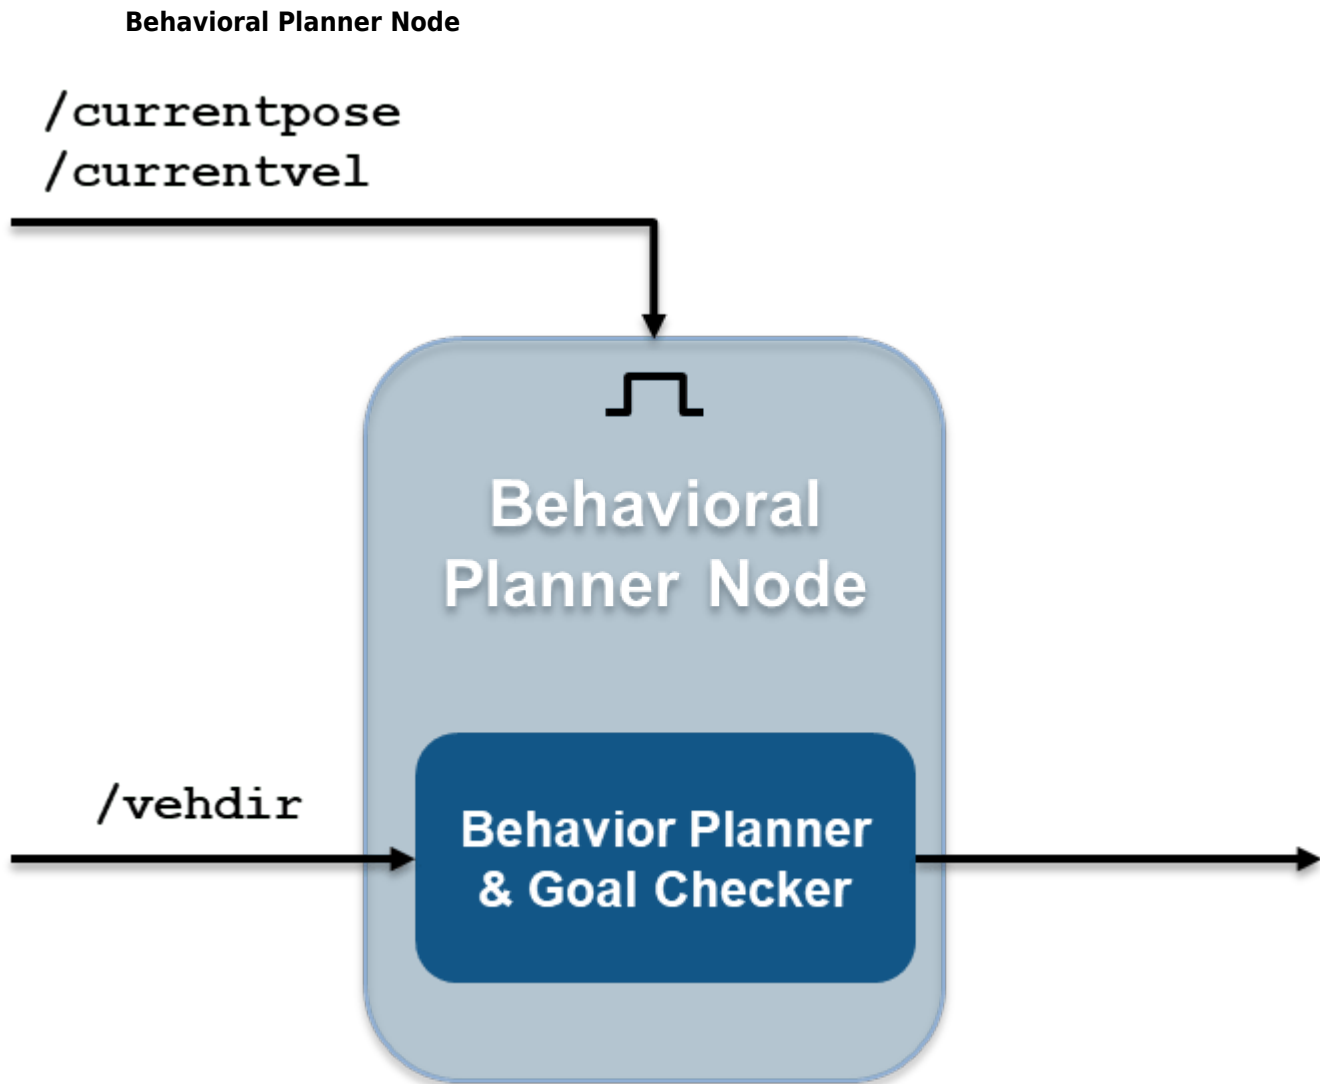 Behavioral Planner Node
/currentpose
/currentvel
Behavioral
Planner Node
/vehdir
Behavior Planner
& Goal Checker